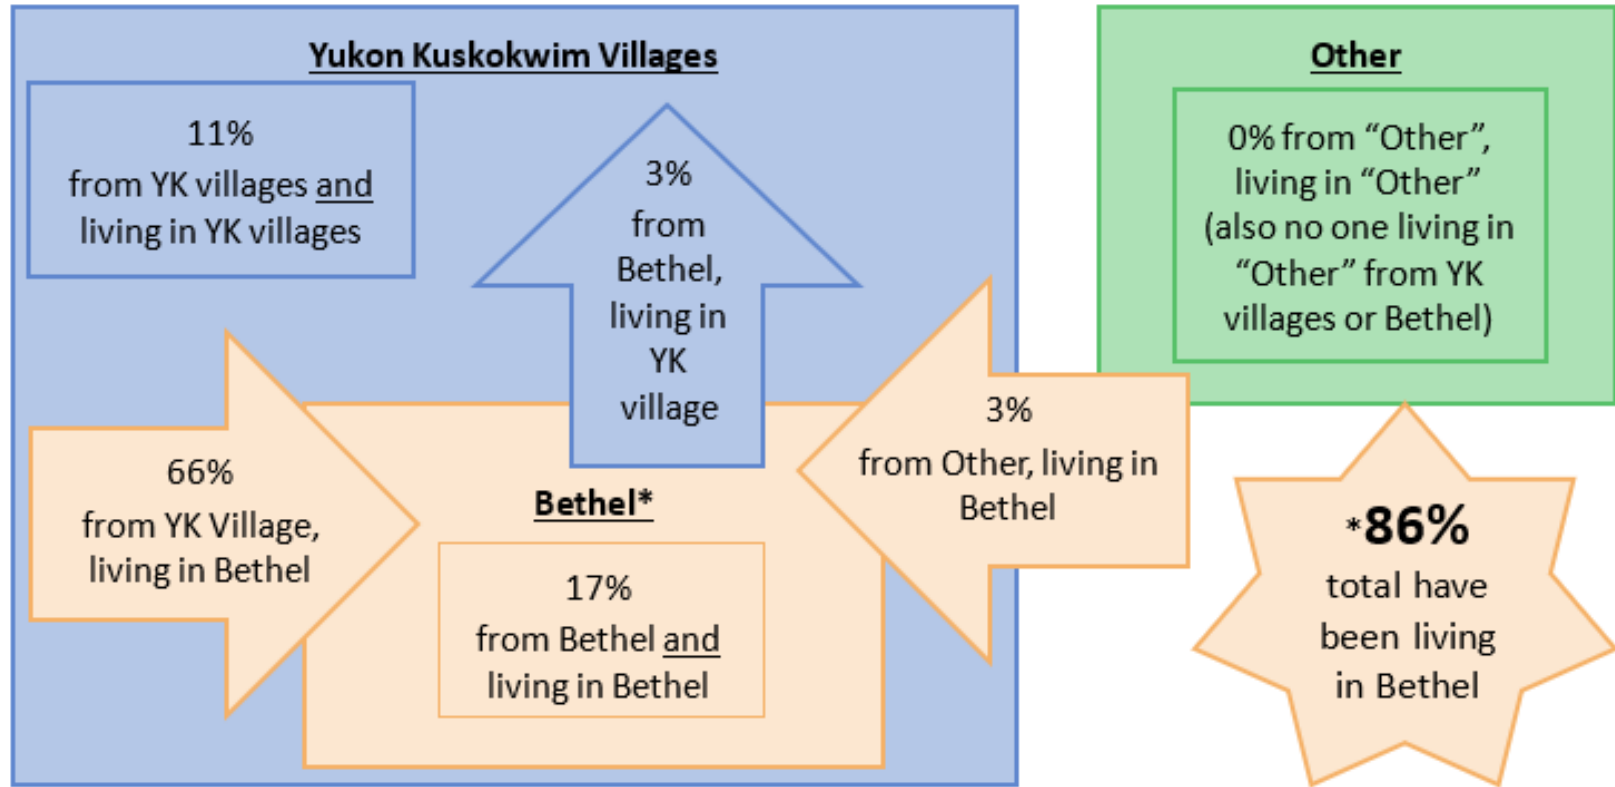 Yukon Kuskokwim Villages
11%
from YK villages and
living in YK villages
3%
from
Bethel,
living in
YK
village
66%
from YK Village,
living in Bethel
Bethel*
17%
from Bethel and
living in Bethel
3%
from Other, living in
Bethel
Other
0% from “Other”,
living in “Other”
(also no one living in
“Other” from YK
villages or Bethel)
*86%
total have
been living
in Bethel